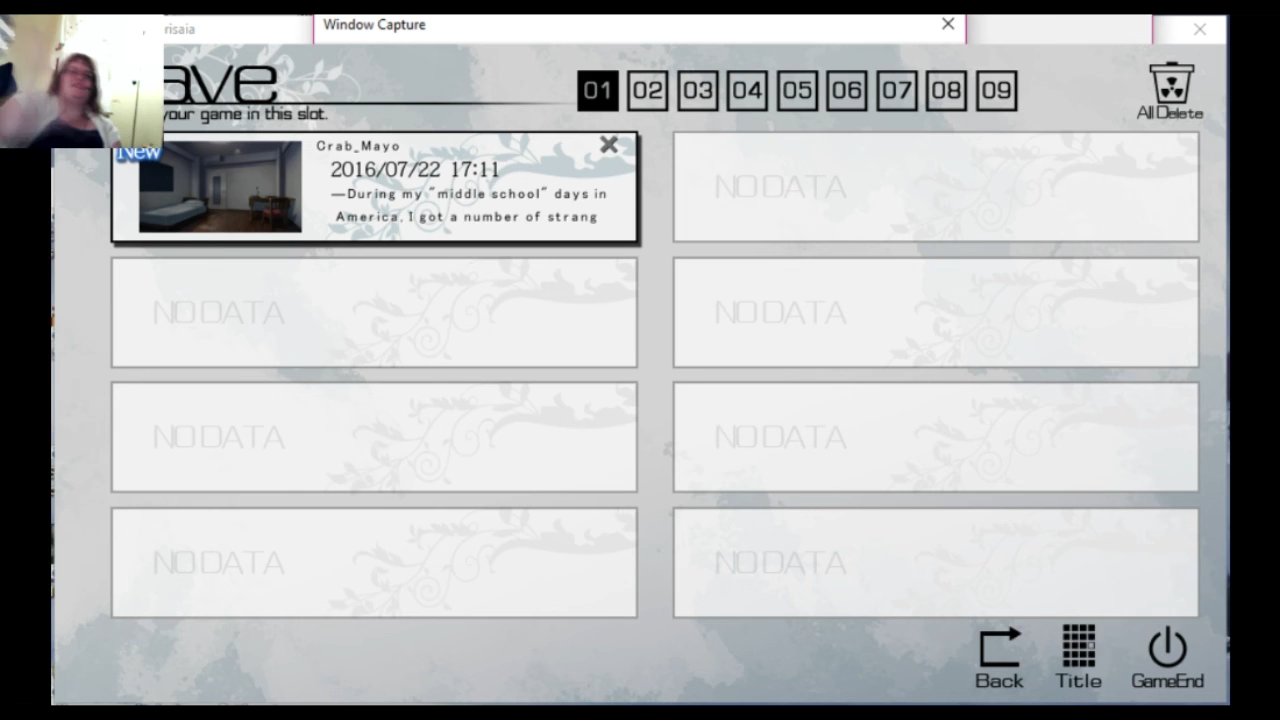 risaia
Window Capture
ave
your game in this slot.
01 02 03 04 05 06 07 08 09
All Delete
New
Crab_Mayo
2016/07/22 17:11
—During my "middle school" days in
America, I got a number of strang
NO DATA
NO DATA
NO DATA
NO DATA
NO DATA
NO DATA
NO DATA
Back
Title
GameEnd